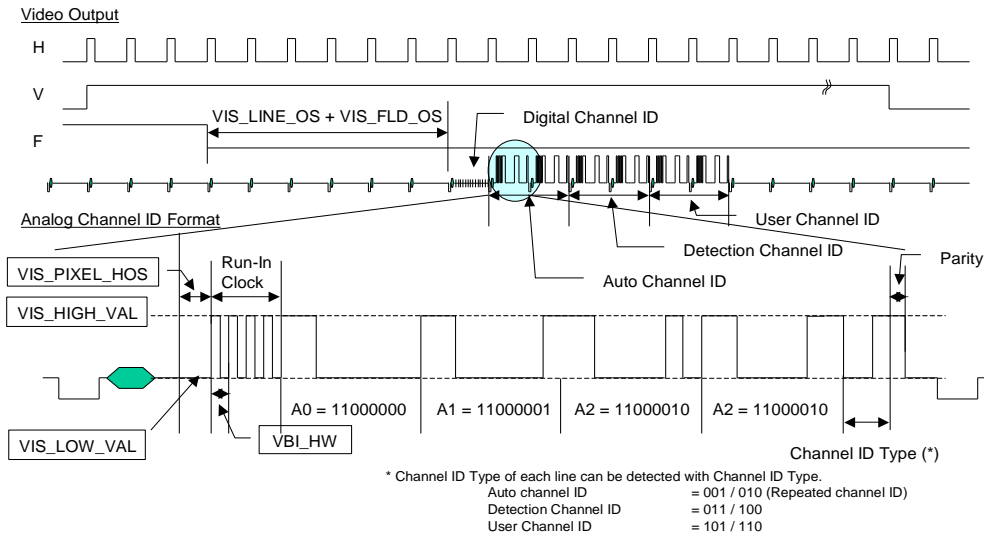 Video Output
H
V
VIS_LINE_OS + VIS_FLD_OS
Digital Channel ID
F
User Channel ID
Analog Channel ID Format
Detection Channel ID
Auto Channel ID
Parity
VIS_PIXEL_HOS
Run-In
Clock
VIS_HIGH_VAL
A0 = 11000000
A1 = 11000001
A2 = 11000010
A2 = 11000010
VIS_LOW_VAL
VBI_HW
Channel ID Type (*)
* Channel ID Type of each line can be detected with Channel ID Type.
Auto channel ID = 001 / 010 (Repeated channel ID)
Detection Channel ID = 011 / 100
User Channel ID = 101 / 110